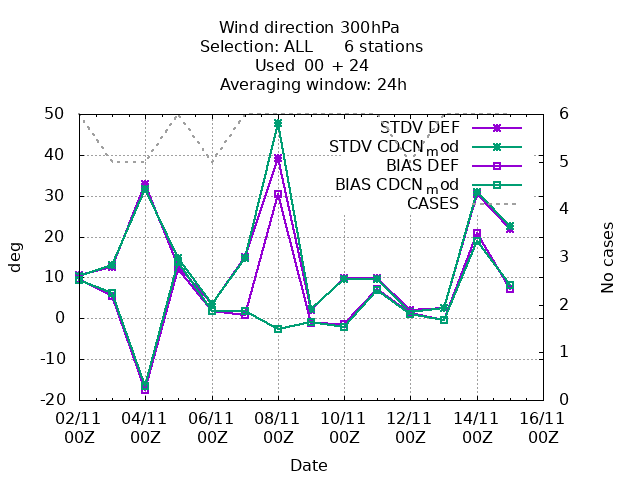 Wind direction 300hPa
Selection: ALL      6 stations
Used  00 + 24
Averaging window: 24h
50
40
30
20
10
0
-10
-20
6
5
4
3
2
1
0
STDV DEF
STDV CDCN_mod
BIAS DEF
BIAS CDCN_mod
CASES
deg
No cases
02/11 04/11 06/11 08/11 10/11 12/11 14/11 16/11
00Z 00Z 00Z 00Z 00Z 00Z 00Z 00Z
Date